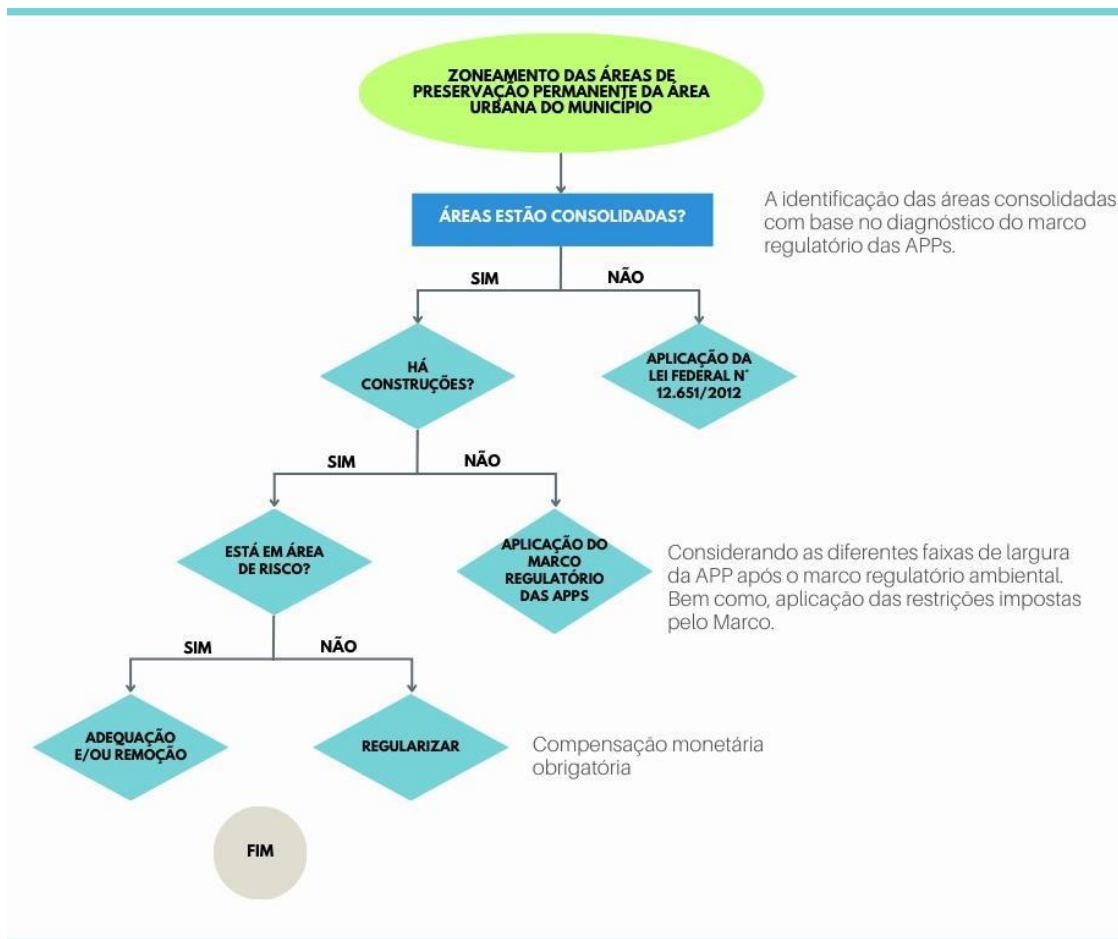 ZONEAMENTO DAS ÁREAS DE
PRESERVAÇÃO PERMANENTE DA ÁREA
URBANA DO MUNICÍPIO
ÁREAS ESTÃO CONSOLIDADAS?
A identificação das áreas consolidadas
com base no diagnóstico do marco
regulatório das APPs.
SIM
NÃO
HÁ
CONSTRUÇÕES?
APLICAÇÃO DA
LEI FEDERAL N°
12.651/2012
SIM
NÃO
ESTÁ EM ÁREA
DE RISCO?
APLICAÇÃO DO
MARCO
REGULATÓRIO
DAS APPS
Considerando as diferentes faixas de largura
da APP após o marco regulatório ambiental.
Bem como, aplicação das restrições impostas
pelo Marco.
SIM
NÃO
ADEQUAÇÃO
E/OU REMOÇÃO
REGULARIZAR
Compensação monetária
obrigatória
FIM